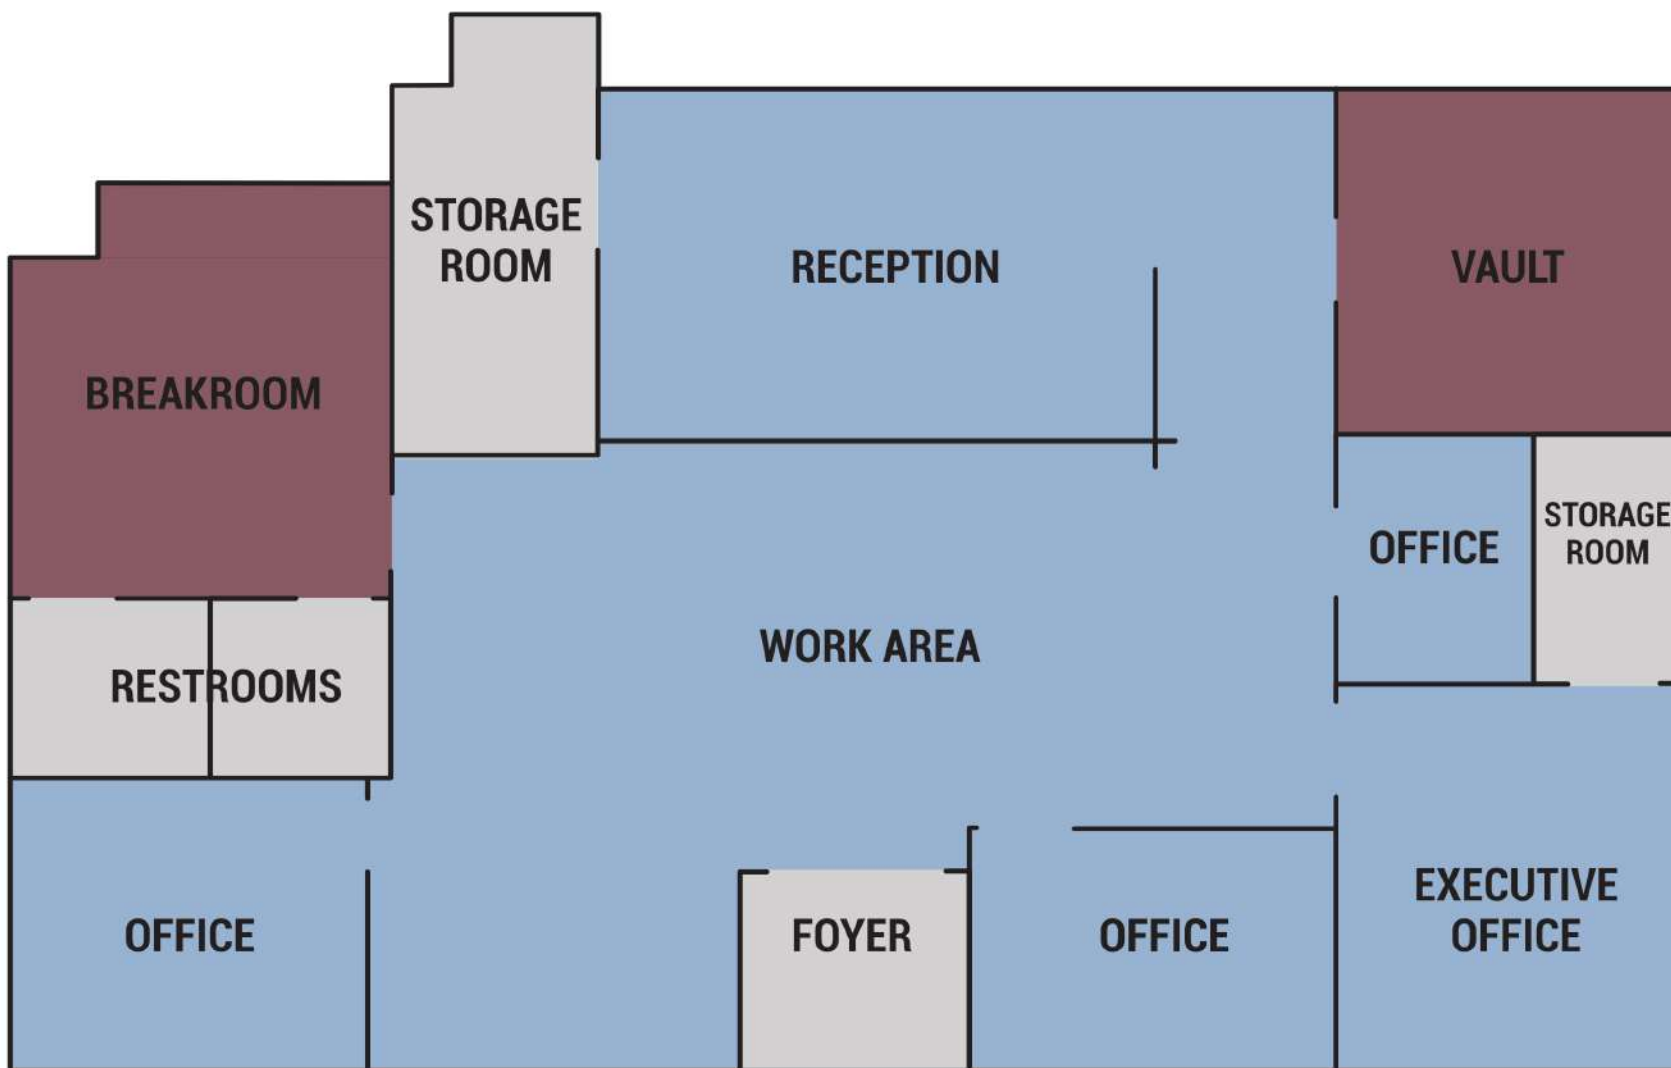 STORAGE
ROOM
RECEPTION
VAULT
BREAKROOM
OFFICE
STORAGE
ROOM
WORK AREA
RESTROOMS
OFFICE
FOYER
OFFICE
EXECUTIVE
OFFICE